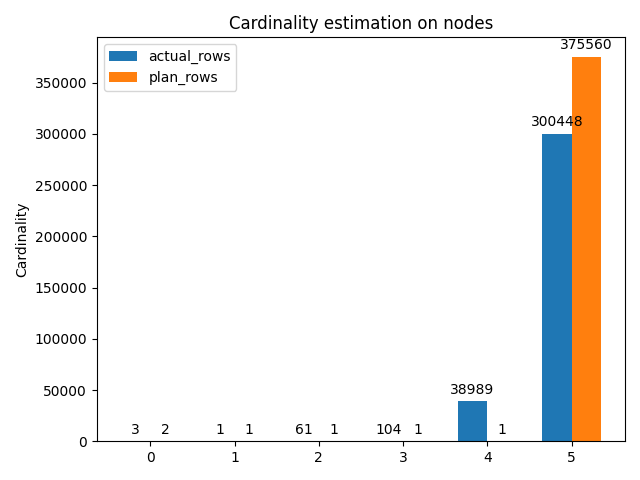 Cardinality estimation on nodes
375560
actual_rows
plan_rows
350000
300448
300000
250000
Cardinality
200000
150000
100000
50000
38989
3 2 1 1 61 1 104 1 1
0
0 1 2 3 4 5